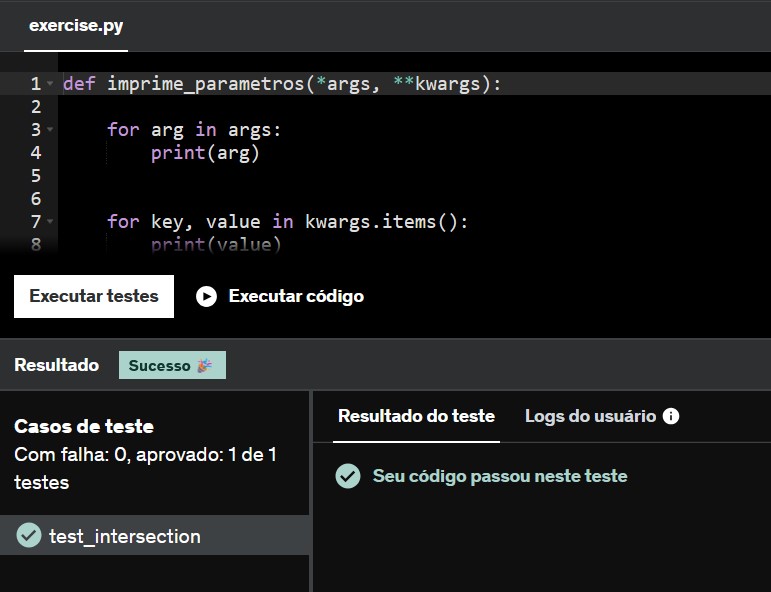 exercise.py
1 def imprime_parametros(*args, **kwargs):
2
3     for arg in args:
4         print(arg)
5
6
7     for key, value in kwargs.items():
8         print(value)
Executar testes Executar código
Resultado Sucesso 🎉
Casos de teste
Com falha: 0, aprovado: 1 de 1
testes
test_intersection
Resultado do teste Logs do usuário
Seu código passou neste teste